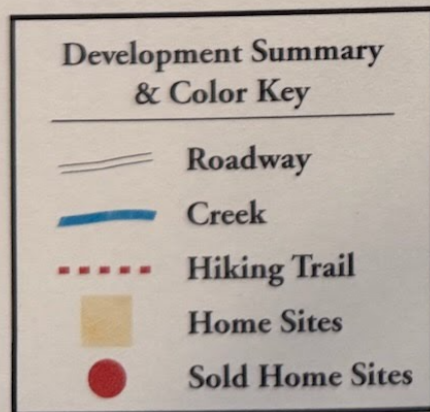 Development Summary
& Color Key
Roadway
Creek
Hiking Trail
Home Sites
Sold Home Sites